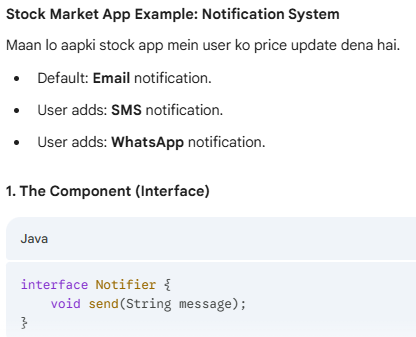 Stock Market App Example: Notification System
Maan lo aapki stock app mein user ko price update dena hai.
• Default: Email notification.
• User adds: SMS notification.
• User adds: WhatsApp notification.
1. The Component (Interface)
Java
interface Notifier {
    void send(String message);
}